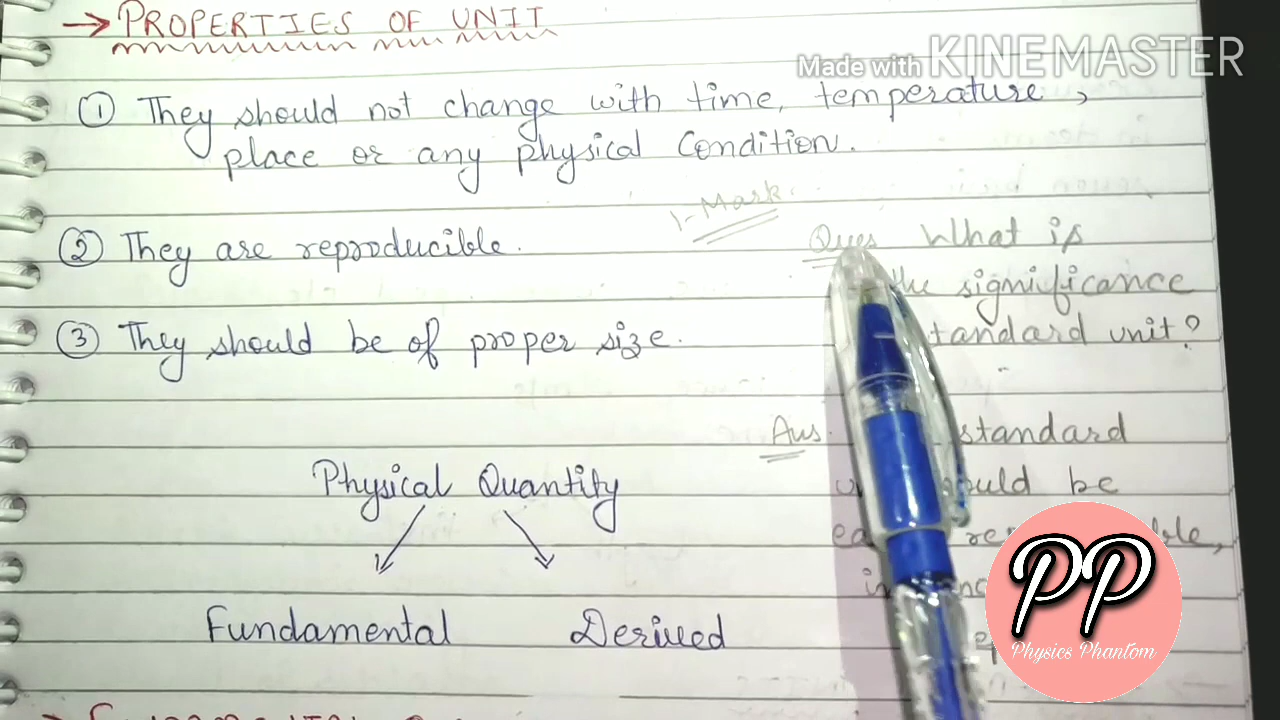 → PROPERTIES OF UNIT
Made with KINEMASTER
① They should not change with time, temperature,
place or any physical Condition.
1-Mark.
② They are reproducible.
③ They should be of proper size.
Ques What is
the significance
standard unit?
Ans. standard
should be
Physical Quantity
Fundamental Derived
PP
Physics Phantom